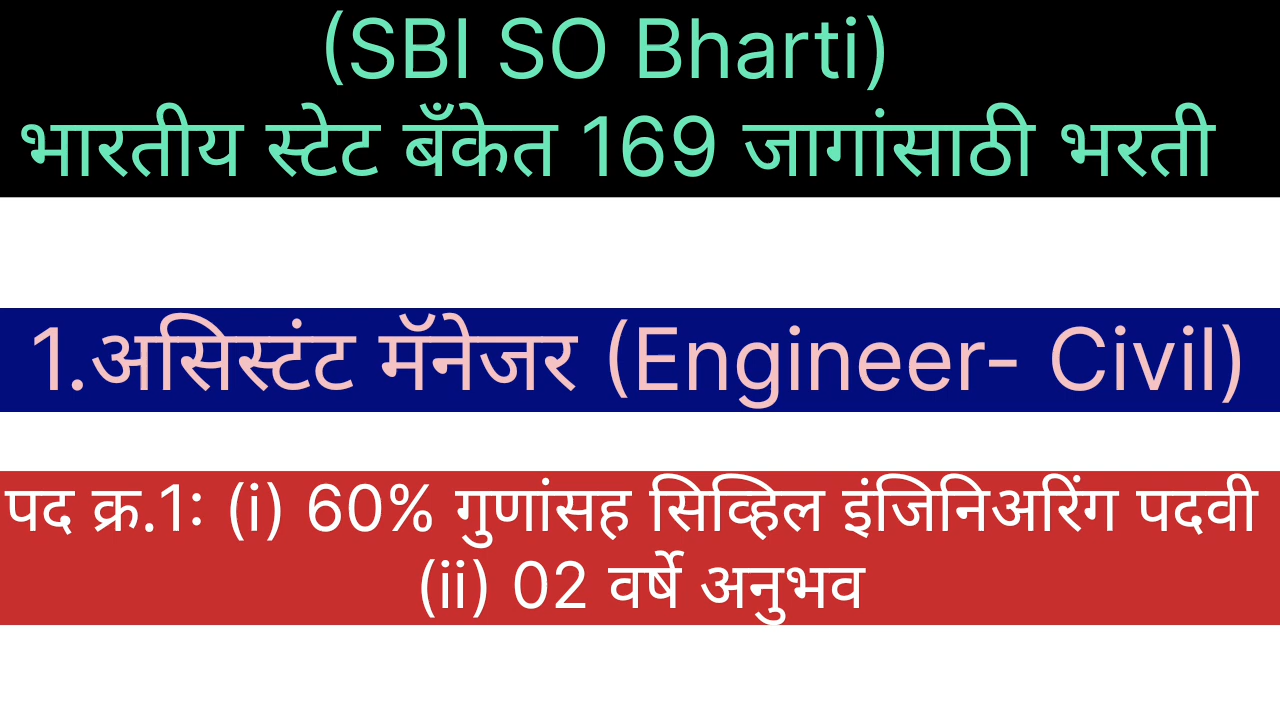 (SBI SO Bharti)
भारतीय स्टेट बँकेत 169 जागांसाठी भरती
1.असिस्टंट मॅनेजर (Engineer- Civil)
पद क्र.1: (i) 60% गुणांसह सिव्हिल इंजिनिअरिंग पदवी
(ii) 02 वर्षे अनुभव